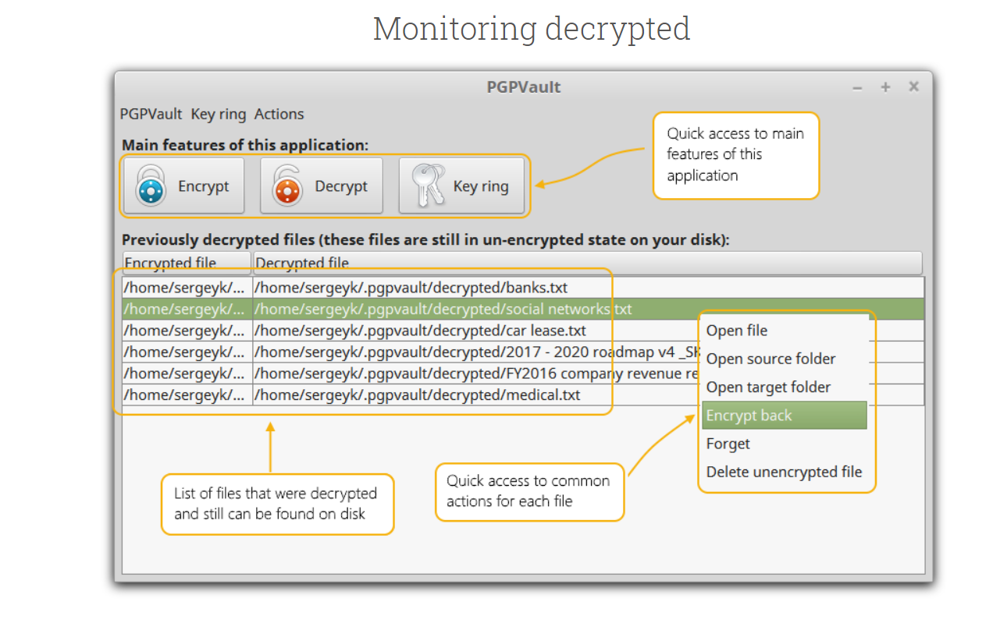 Monitoring decrypted
PGPVault
PGPVault Key ring Actions
Quick access to main
features of this
application
Main features of this application:
Encrypt
Decrypt
Key ring
Previously decrypted files (these files are still in un-encrypted state on your disk):
Encrypted file Decrypted file
/home/sergeyk/... /home/sergeyk/.pgpvault/decrypted/banks.txt
/home/sergeyk/... /home/sergeyk/.pgpvault/decrypted/social networks.txt
/home/sergeyk/... /home/sergeyk/.pgpvault/decrypted/car lease.txt
/home/sergeyk/... /home/sergeyk/.pgpvault/decrypted/2017 - 2020 roadmap v4
/home/sergeyk/... /home/sergeyk/.pgpvault/decrypted/FY2016 company revenue re
/home/sergeyk/... /home/sergeyk/.pgpvault/decrypted/medical.txt
Open file
Open source folder
Open target folder
Encrypt back
Forget
Delete unencrypted file
List of files that were decrypted
and still can be found on disk
Quick access to common
actions for each file